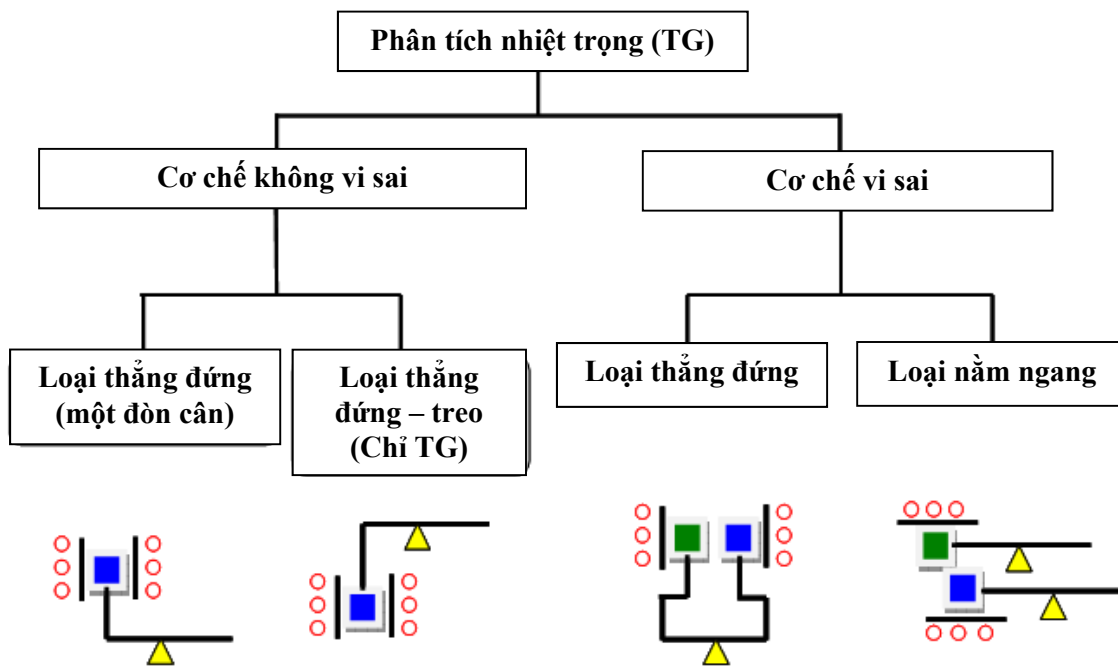 Phân tích nhiệt trọng (TG)
Cơ chế không vi sai
Cơ chế vi sai
Loại thẳng đứng
(một đòn cân)
Loại thẳng
đứng – treo
(Chỉ TG)
Loại thẳng đứng
Loại nằm ngang